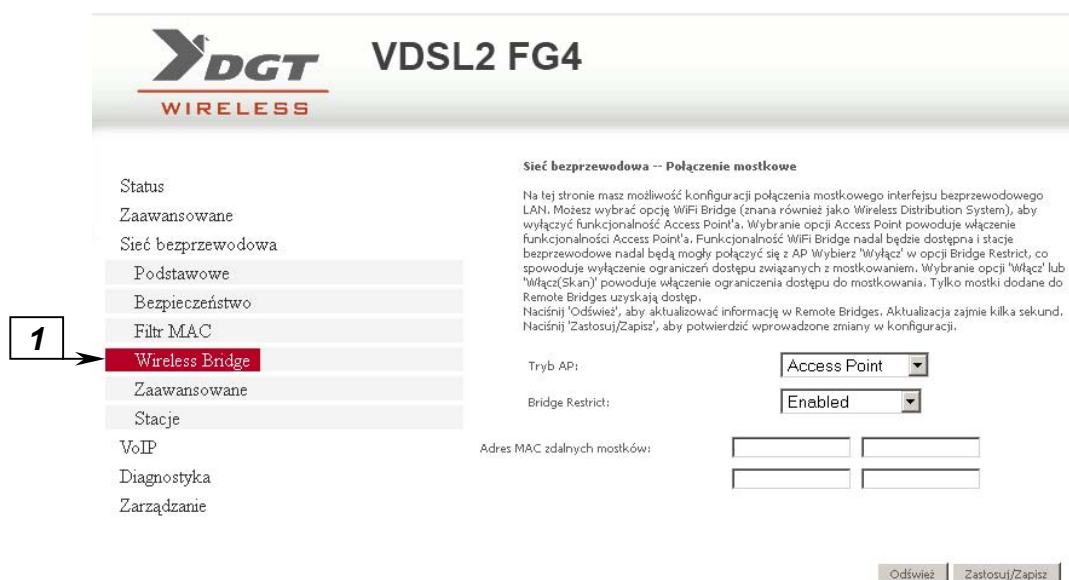 DGT
WIRELESS
VDSL2 FG4
Status
Zaawansowane
Sieć bezprzewodowa
Podstawowe
Bezpieczeństwo
Filtr MAC
1
Wireless Bridge
Zaawansowane
Stacje
VoIP
Diagnostyka
Zarządzanie
Sieć bezprzewodowa -- Połączenie mostkowe
Na tej stronie masz możliwość konfiguracji połączenia mostkowego interfejsu bezprzewodowego
LAN. Możesz wybrać opcję WiFi Bridge (znana również jako Wireless Distribution System), aby
wyłączyć funkcjonalność Access Point'a. Wybranie opcji Access Point powoduje włączenie
funkcjonalności Access Point'a. Funkcjonalność WiFi Bridge nadal będzie dostępna i stacje
bezprzewodowe nadal będą mogły połączyć się z AP Wybierz 'Wyłącz' w opcji Bridge Restrict, co
spowoduje wyłączenie ograniczeń dostępu związanych z mostkowaniem. Wybranie opcji 'Włącz' lub
'Włącz(Skan)' powoduje włączenie ograniczenia dostępu do mostkowania. Tylko mostki dodane do
Remote Bridges uzyskają dostęp.
Naciśnij 'Odśwież', aby aktualizować informację w Remote Bridges. Aktualizacja zajmie kilka sekund.
Naciśnij 'Zastosuj/Zapisz', aby potwierdzić wprowadzone zmiany w konfiguracji.
Tryb AP: Access Point
Bridge Restrict: Enabled
Adres MAC zdalnych mostków:
Odśwież Zastosuj/Zapisz